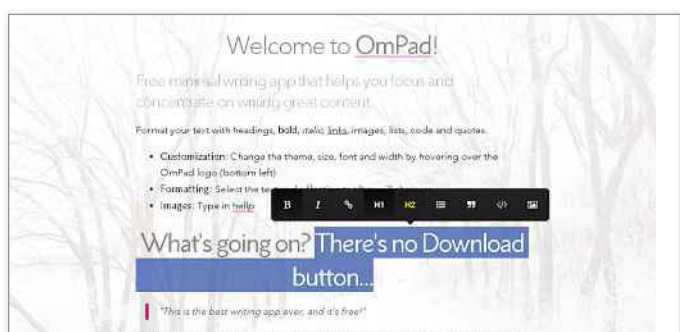 Welcome to OmPad!
Free minimal writing app that helps you focus and
concentrate on writing great content.
Format your text with headings, bold, italic, links, images, lists, code and quotes.
• Customization: Change the theme, size, font and width by hovering over the
OmPad logo (bottom left)
• Formatting: Select the
• Images: Type in
B I H1 H2 </>
What's going on? There's no Download
button...
"This is the best writing app ever, and it's free!"